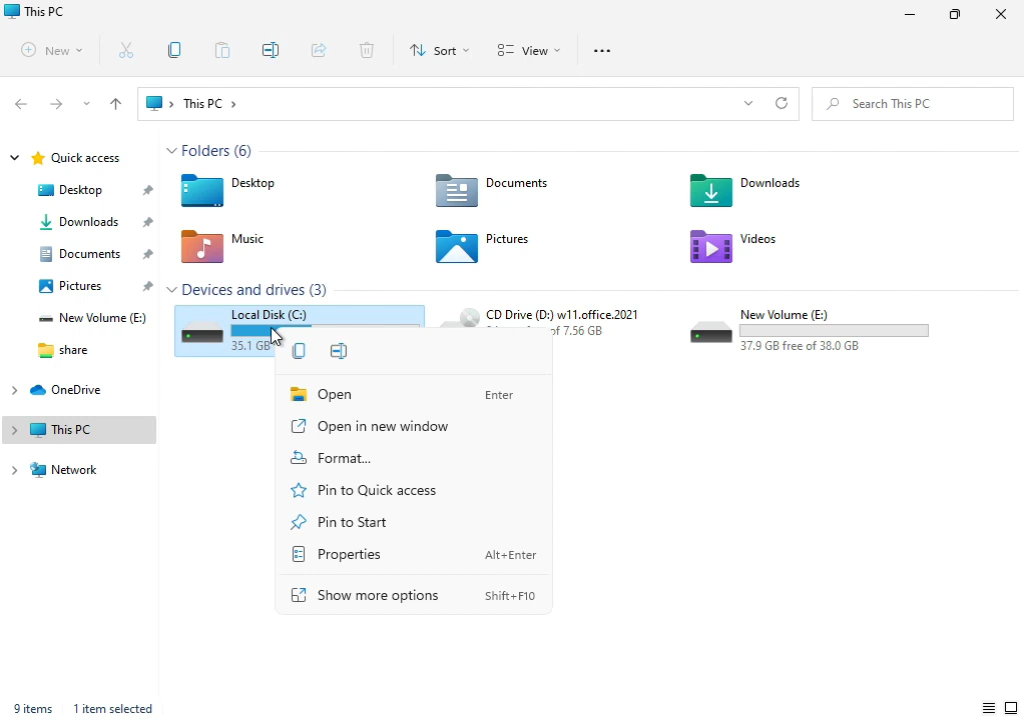 This PC
New
Sort
View
This PC
Search This PC
Quick access
Desktop
Downloads
Documents
Pictures
New Volume (E:)
share
OneDrive
This PC
Network
Folders (6)
Desktop
Documents
Downloads
Music
Pictures
Videos
Devices and drives (3)
Local Disk (C:)
35.1 GB
CD Drive (D:) w11.office.2021
of 7.56 GB
New Volume (E:)
37.9 GB free of 38.0 GB
Open Enter
Open in new window
Format...
Pin to Quick access
Pin to Start
Properties Alt+Enter
Show more options Shift+F10
9 items 1 item selected